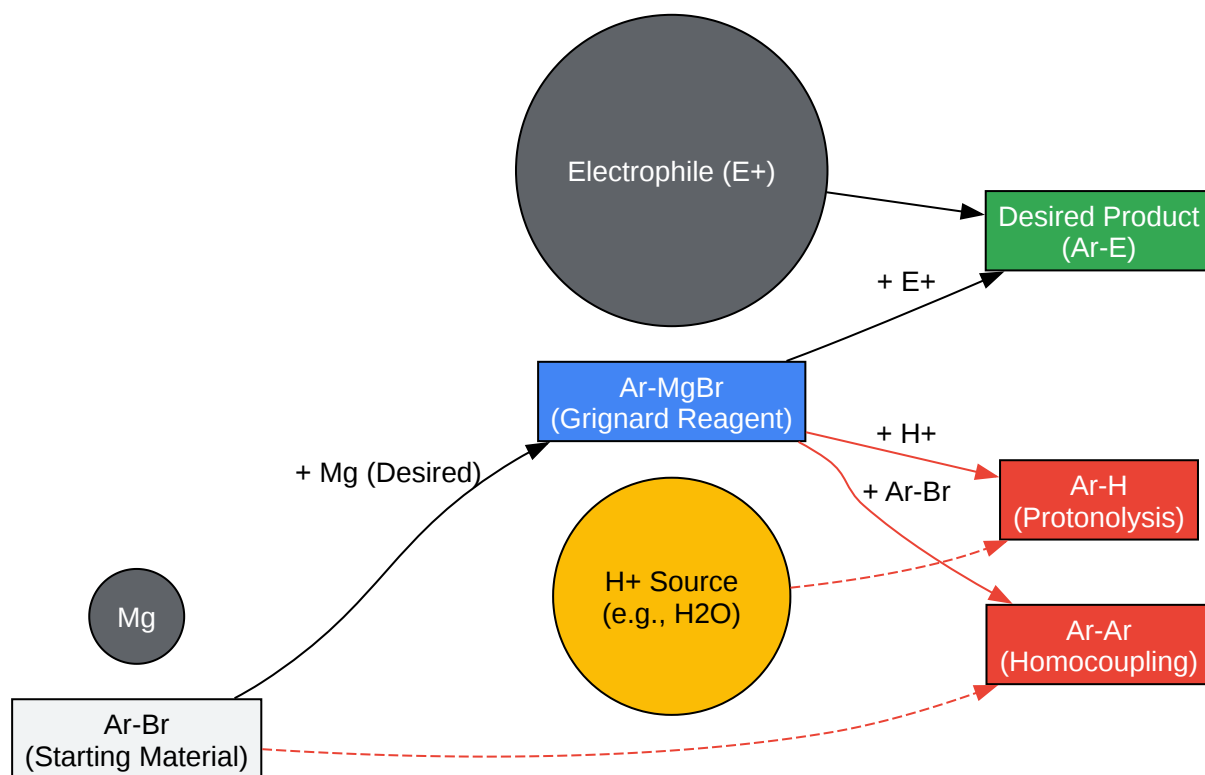 Electrophile (E+)
Desired Product
(Ar-E)
+ E+
Ar-MgBr
(Grignard Reagent)
+ H+
+ Mg (Desired)
+ Ar-Br
Ar-H
(Protonolysis)
H+ Source
(e.g., H2O)
Mg
Ar-Ar
(Homocoupling)
Ar-Br
(Starting Material)